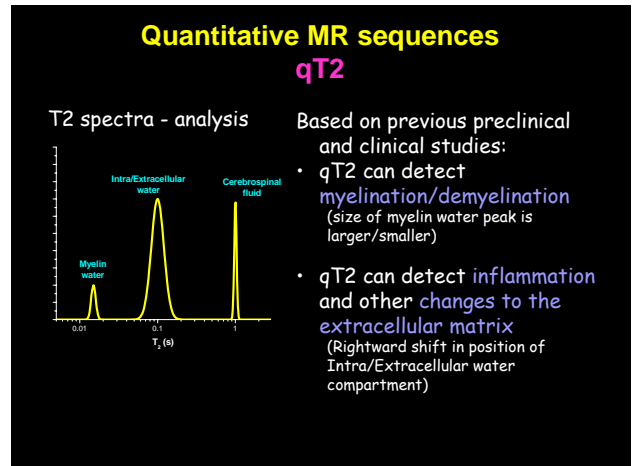 Quantitative MR sequences
qT2
T2 spectra - analysis
Intra/Extracellular
water
Cerebrospinal
fluid
Myelin
water
0.01
0.1
1
T2 (s)
Based on previous preclinical
and clinical studies:
• qT2 can detect
myelination/demyelination
(size of myelin water peak is
larger/smaller)
• qT2 can detect inflammation
and other changes to the
extracellular matrix
(Rightward shift in position of
Intra/Extracellular water
compartment)